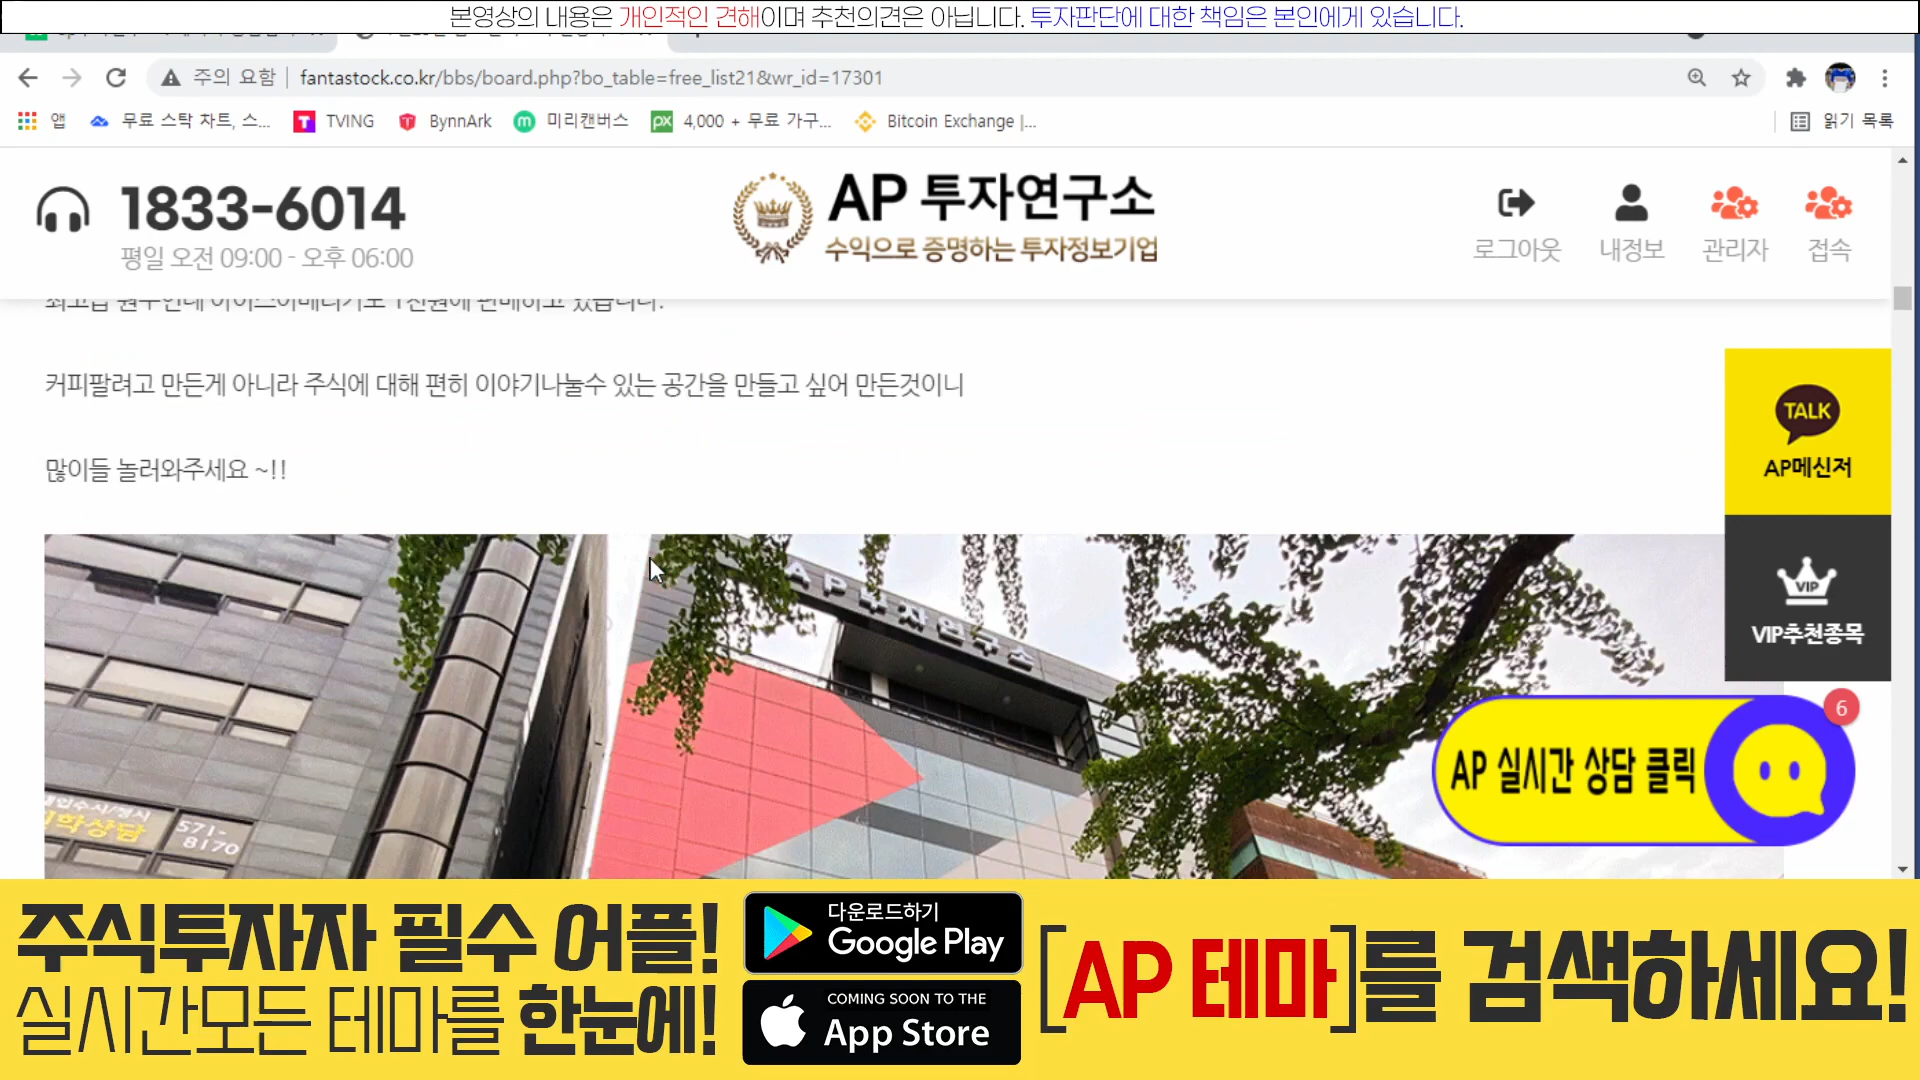 본영상의 내용은 개인적인 견해이며 추천의견은 아닙니다. 투자판단에 대한 책임은 본인에게 있습니다.
주의 요함 | fantastock.co.kr/bbs/board.php?bo_table=free_list21&wr_id=17301
앱 무료 스탁 차트, 스... TVING BynnArk 미리캔버스 4,000 + 무료 가구... Bitcoin Exchange |... 읽기 목록
1833-6014
평일 오전 09:00 - 오후 06:00
AP 투자연구소
수익으로 증명하는 투자정보기업
로그아웃 내정보 관리자 접속
커피팔려고 만든게 아니라 주식에 대해 편히 이야기나눌수 있는 공간을 만들고 싶어 만든것이니
많이들 놀러와주세요 ~!!
TALK
AP메신저
VIP
VIP추천종목
AP투자연구소
571-
8170
6
AP 실시간 상담 클릭
주식투자자 필수 어플!
실시간모든 테마를 한눈에!
다운로드하기
Google Play
COMING SOON TO THE
App Store
[AP 테마]를 검색하세요!